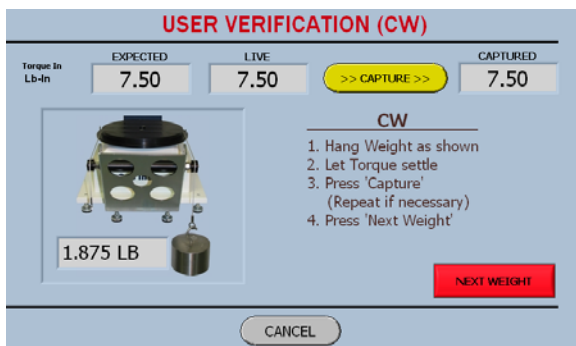 USER VERIFICATION (CW)
Torque In
Lb-In
EXPECTED
7.50
LIVE
7.50
>> CAPTURE >>
CAPTURED
7.50
CW
1. Hang Weight as shown
2. Let Torque settle
3. Press 'Capture'
(Repeat if necessary)
4. Press 'Next Weight'
1.875 LB
NEXT WEIGHT
CANCEL